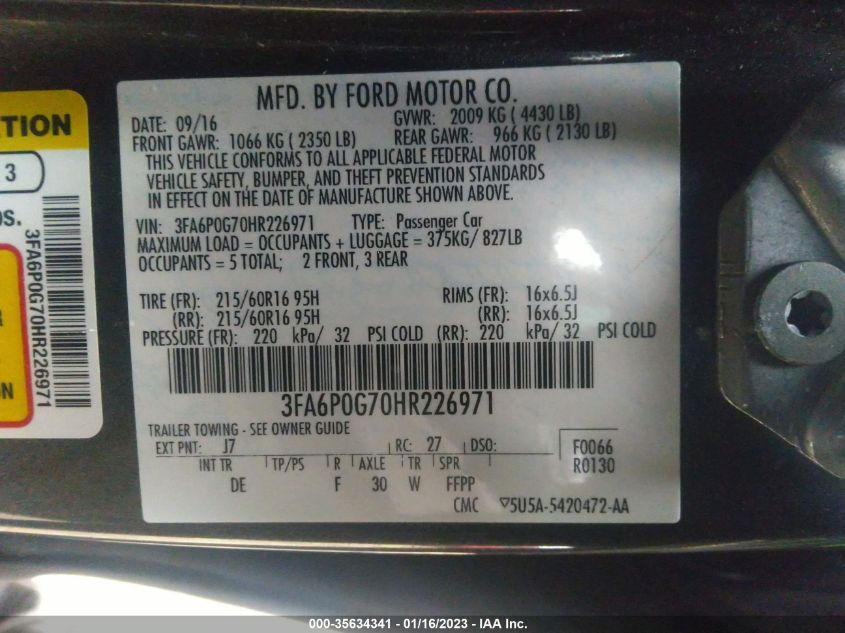 MFD. BY FORD MOTOR CO.
DATE: 09/16 GVWR: 2009 KG ( 4430 LB)
FRONT GAWR: 1066 KG ( 2350 LB) REAR GAWR: 966 KG ( 2130 LB)
THIS VEHICLE CONFORMS TO ALL APPLICABLE FEDERAL MOTOR
VEHICLE SAFETY, BUMPER, AND THEFT PREVENTION STANDARDS
IN EFFECT ON THE DATE OF MANUFACTURE SHOWN ABOVE.
VIN: 3FA6P0G70HR226971 TYPE: Passenger Car
MAXIMUM LOAD = OCCUPANTS + LUGGAGE = 375KG/ 827LB
OCCUPANTS = 5 TOTAL; 2 FRONT, 3 REAR
TIRE (FR): 215/60R16 95H RIMS (FR): 16x6.5J
(RR): 215/60R16 95H (RR): 16x6.5J
PRESSURE (FR): 220 kPa/ 32 PSI COLD (RR): 220 kPa/ 32 PSI COLD
3FA6P0G70HR226971
TRAILER TOWING - SEE OWNER GUIDE
EXT PNT: J7 RC: 27 DSO: F0066
INT TR TP/PS R AXLE TR SPR R0130
DE F 30 W FFPP
CMC ▽5U5A-5420472-AA
3
3FA6P0G70HR226971
000-35634341 / 01/16/2023 - IAA Inc.